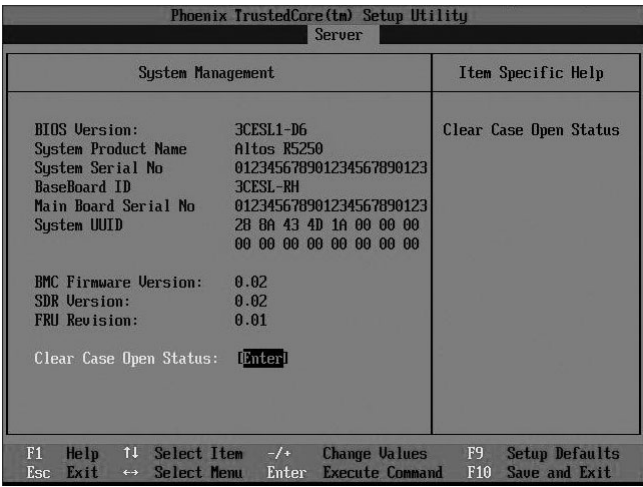 Phoenix TrustedCore(tm) Setup Utility
Server
System Management
Item Specific Help
BIOS Version: 3CESL1-D6
Clear Case Open Status
System Product Name Altos R5250
System Serial No 012345678901234567890123
BaseBoard ID 3CESL-RH
Main Board Serial No 012345678901234567890123
System UUID 28 8A 43 4D 1A 00 00 00
00 00 00 00 00 00 00 00
BMC Firmware Version: 0.02
SDR Version: 0.02
FRU Revision: 0.01
Clear Case Open Status: [Enter]
F1 Help ↑↓ Select Item -/+ Change Values F9 Setup Defaults
Esc Exit ↔ Select Menu Enter Execute Command F10 Save and Exit